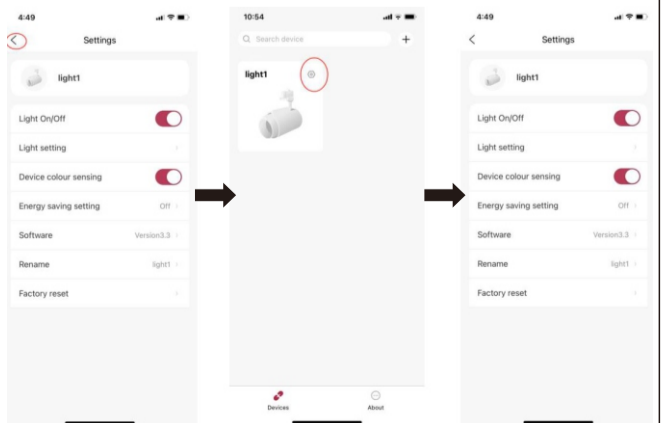 4:49
Settings
light1
Light On/Off
Light setting
Device colour sensing
Energy saving setting Off
Software Version3.3
Rename light1
Factory reset
10:54
Search device
light1
Devices About
4:49
Settings
light1
Light On/Off
Light setting
Device colour sensing
Energy saving setting Off
Software Version3.3
Rename light1
Factory reset